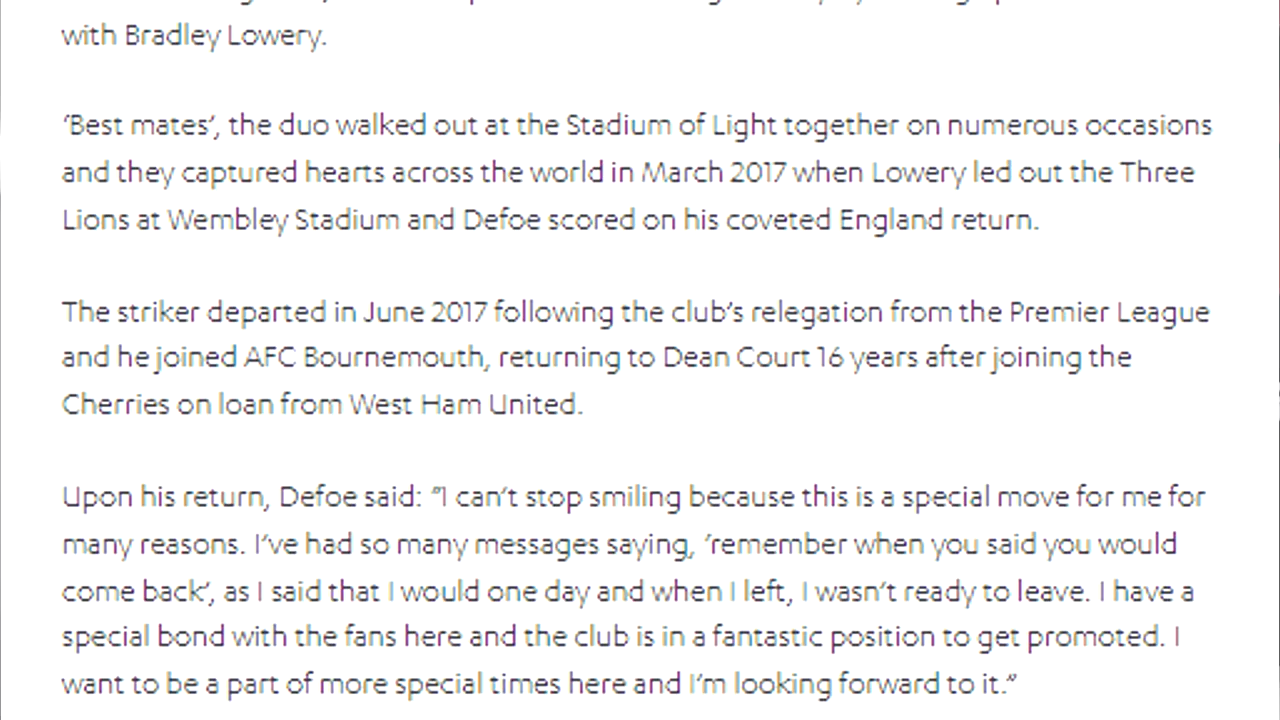 with Bradley Lowery.
‘Best mates’, the duo walked out at the Stadium of Light together on numerous occasions
and they captured hearts across the world in March 2017 when Lowery led out the Three
Lions at Wembley Stadium and Defoe scored on his coveted England return.
The striker departed in June 2017 following the club’s relegation from the Premier League
and he joined AFC Bournemouth, returning to Dean Court 16 years after joining the
Cherries on loan from West Ham United.
Upon his return, Defoe said: “I can’t stop smiling because this is a special move for me for
many reasons. I’ve had so many messages saying, ‘remember when you said you would
come back’, as I said that I would one day and when I left, I wasn’t ready to leave. I have a
special bond with the fans here and the club is in a fantastic position to get promoted. I
want to be a part of more special times here and I’m looking forward to it.”